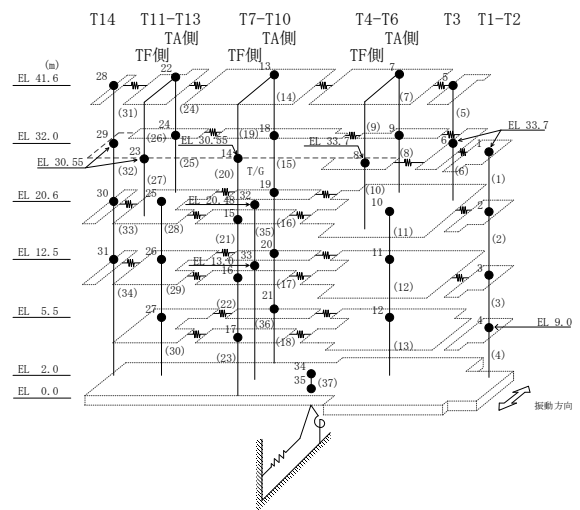 T14 T11-T13 T7-T10 T4-T6 T3 T1-T2
TA側 TA側 TA側
TF側 TF側 TF側
(m)
EL 41.6 28 22 13 7 5
(31) (24) (14) (7) (5)
EL 32.0 29 24 (26) (19) 18 (9) 9 6 EL 33.7
EL 30.55 EL 33.7
EL 30.55 23 (25) 14 (15) 8 (8) (6) 1
(32) (27) (20) T/G (10) (1)
EL 20.6 30 25 19 32 10 2
EL 20.48
(33) (28) 15 (35) (16) (11) (2)
EL 12.5 31 26 (21) 20 11 3
EL 13.0 33
(34) (29) 16 (17) (12) (3)
EL 5.5 27 (22) 21 12 4 EL 9.0
(36)
(30) 17 (18) (13) (4)
(23)
EL 2.0 34
EL 0.0 35 (37)
振動方向